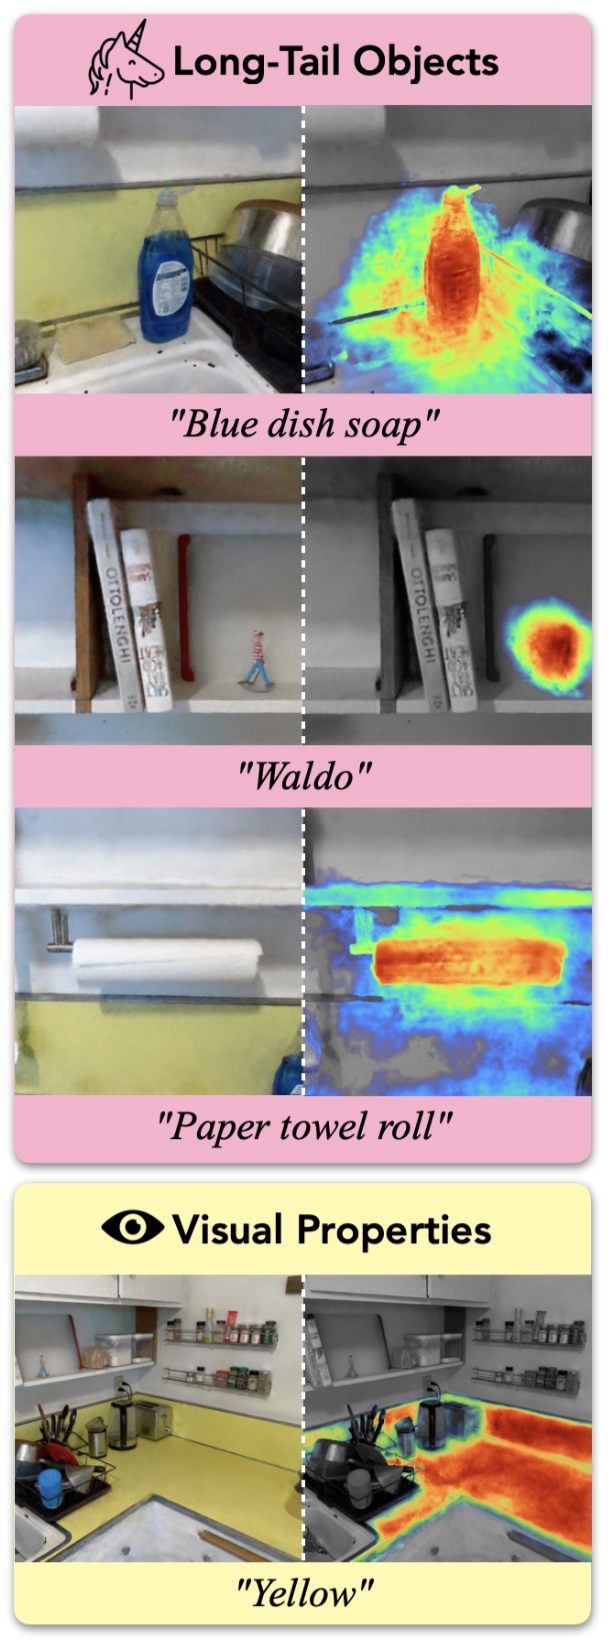 Long-Tail Objects
"Blue dish soap"
OTTOLENGHI
"Waldo"
"Paper towel roll"
Visual Properties
"Yellow"